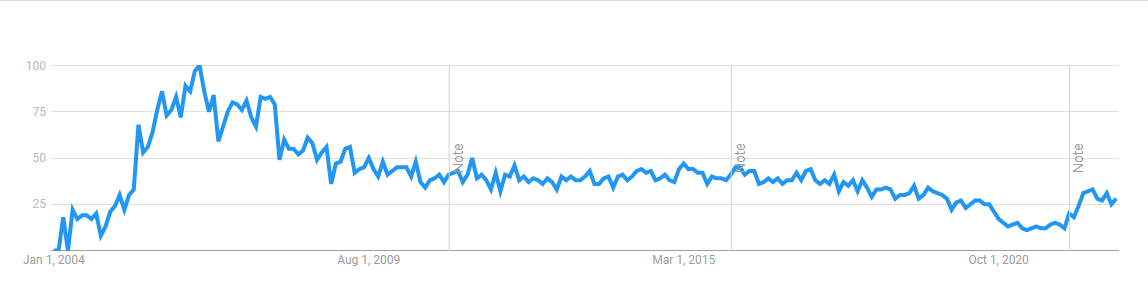 100
75
50
25
Note
Note
Note
Jan 1, 2004
Aug 1, 2009
Mar 1, 2015
Oct 1, 2020